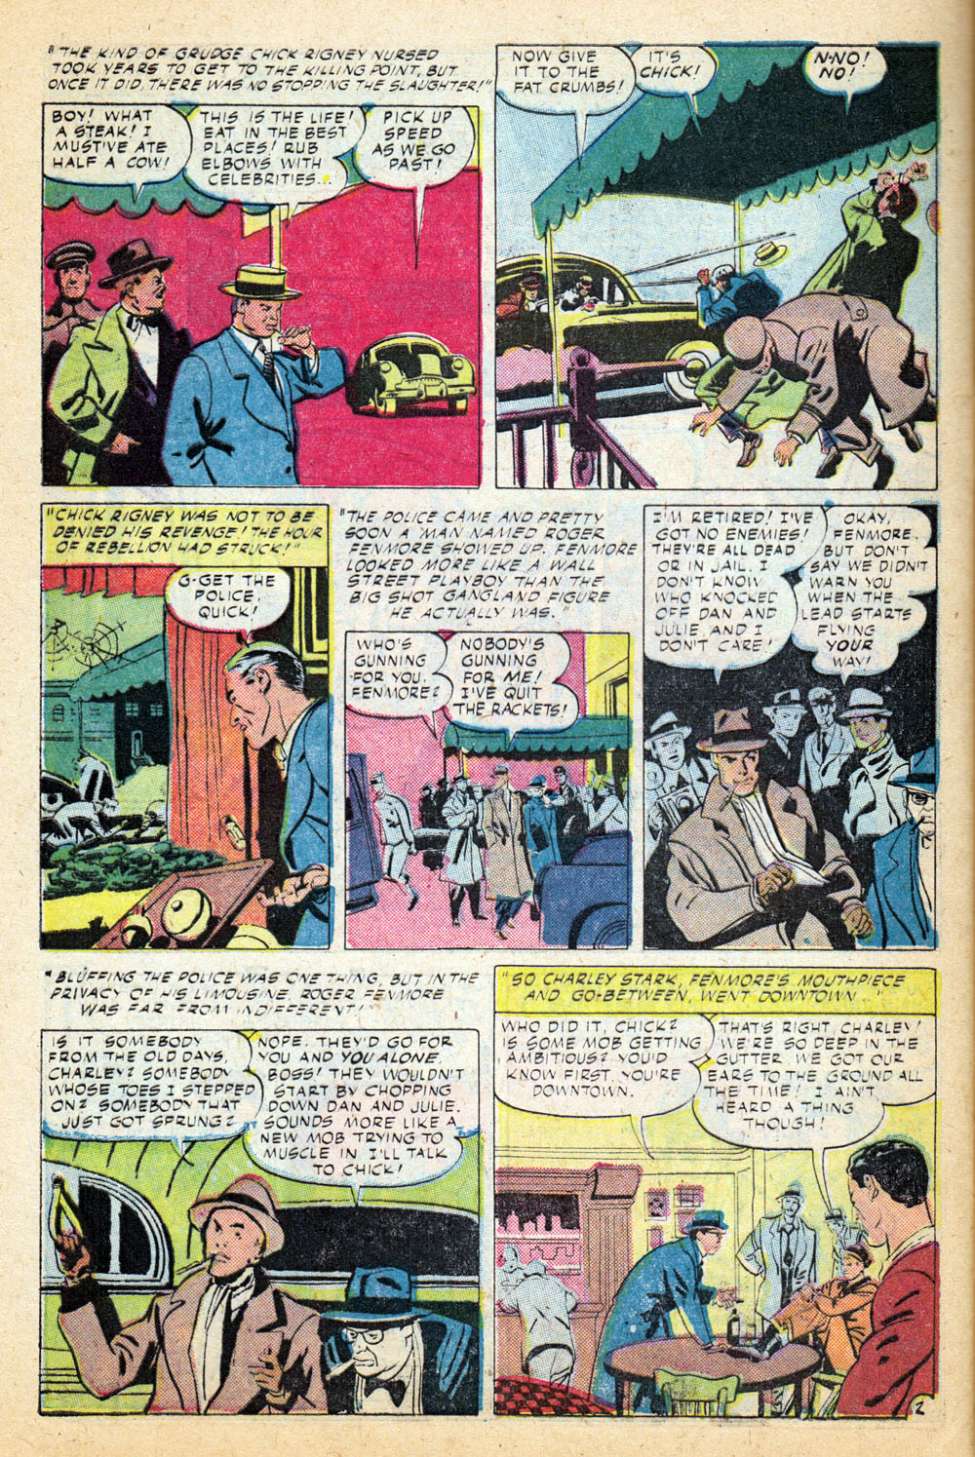 "THE KIND OF GRUDGE CHICK RIGNEY NURSED
TOOK YEARS TO GET TO THE KILLING POINT, BUT
ONCE IT DID, THERE WAS NO STOPPING THE SLAUGHTER!"
BOY! WHAT
A STEAK! I
MUST'VE ATE
HALF A COW!
THIS IS THE LIFE!
EAT IN THE BEST
PLACES! RUB
ELBOWS WITH
CELEBRITIES...
PICK UP
SPEED
AS WE GO
PAST!
NOW GIVE
IT TO THE
FAT CRUMBS!
IT'S
CHICK!
N-NO!
NO!
"CHICK RIGNEY WAS NOT TO BE
DENIED HIS REVENGE! THE HOUR
OF REBELLION HAD STRUCK!"
G-GET THE
POLICE,
QUICK!
"THE POLICE CAME AND PRETTY
SOON A MAN NAMED ROGER
FENMORE SHOWED UP. FENMORE
LOOKED MORE LIKE A WALL
STREET PLAYBOY THAN THE
BIG SHOT GANGLAND FIGURE
HE ACTUALLY WAS."
WHO'S
GUNNING
FOR YOU,
FENMORE?
NOBODY'S
GUNNING
FOR ME!
I'VE QUIT
THE RACKETS!
I'M RETIRED! I'VE
GOT NO ENEMIES!
THEY'RE ALL DEAD
OR IN JAIL. I
DON'T KNOW
WHO KNOCKED
OFF DAN AND
JULIE AND I
DON'T CARE!
OKAY,
FENMORE.
BUT DON'T
SAY WE DIDN'T
WARN YOU
WHEN THE
LEAD STARTS
FLYING
YOUR
WAY!
"BLUFFING THE POLICE WAS ONE THING, BUT IN THE
PRIVACY OF HIS LIMOUSINE, ROGER FENMORE
WAS FAR FROM INDIFFERENT!"
IS IT SOMEBODY
FROM THE OLD DAYS,
CHARLEY? SOMEBODY
WHOSE TOES I STEPPED
ON? SOMEBODY THAT
JUST GOT SPRUNG?
NOPE. THEY'D GO FOR
YOU AND YOU ALONE,
BOSS! THEY WOULDN'T
START BY CHOPPING
DOWN DAN AND JULIE.
SOUNDS MORE LIKE A
NEW MOB TRYING TO
MUSCLE IN. I'LL TALK
TO CHICK!
"SO CHARLEY STARK, FENMORE'S MOUTHPIECE
AND GO-BETWEEN, WENT DOWNTOWN..."
WHO DID IT, CHICK?
IS SOME MOB GETTING
AMBITIOUS? YOU'D
KNOW FIRST, YOU'RE
DOWNTOWN.
THAT'S RIGHT, CHARLEY!
WE'RE SO DEEP IN THE
GUTTER WE GOT OUR
EARS TO THE GROUND ALL
THE TIME! I AIN'T
HEARD A THING
THOUGH!
2